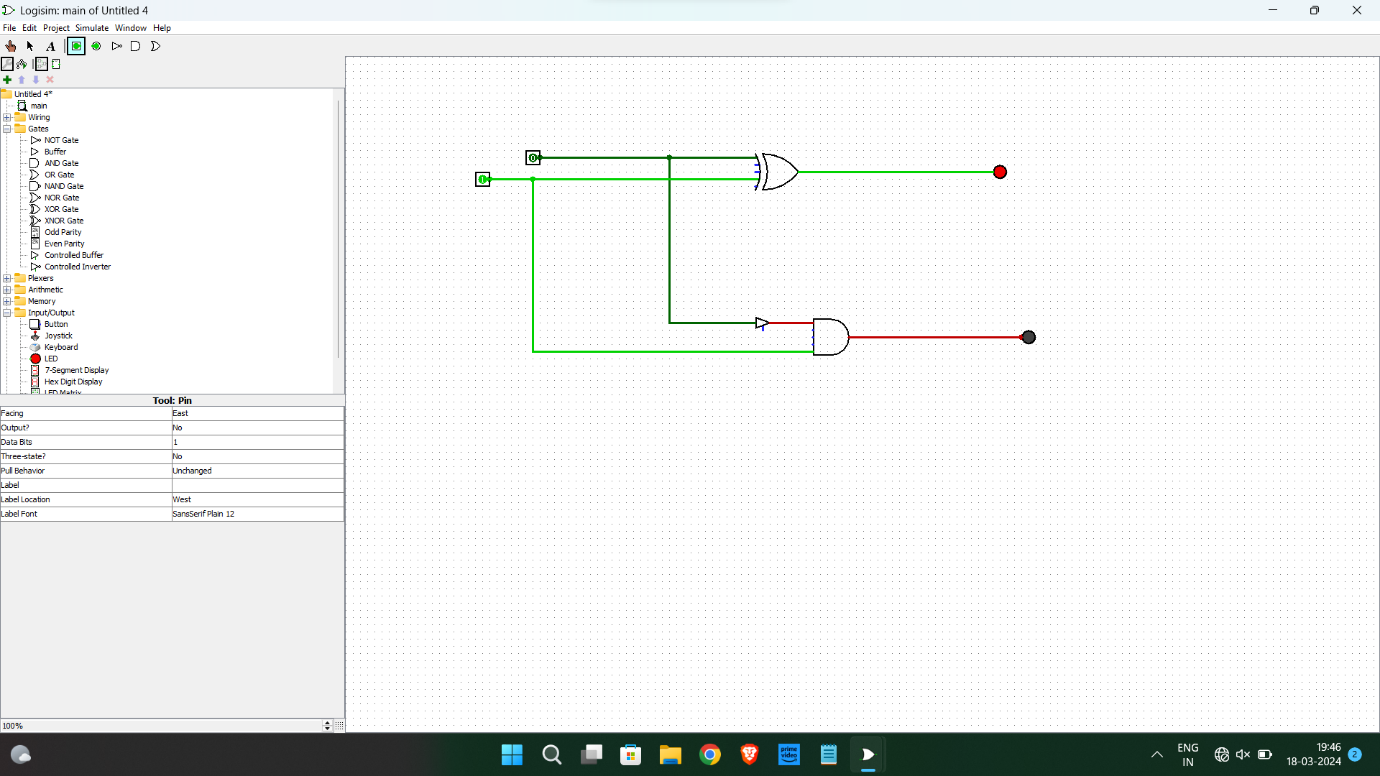 Logisim: main of Untitled 4
File Edit Project Simulate Window Help
A
Untitled 4*
main
Wiring
Gates
NOT Gate
Buffer
AND Gate
OR Gate
NAND Gate
NOR Gate
XOR Gate
XNOR Gate
Odd Parity
Even Parity
Controlled Buffer
Controlled Inverter
Plexers
Arithmetic
Memory
Input/Output
Button
Joystick
Keyboard
LED
7-Segment Display
Hex Digit Display
LED Matrix
Tool: Pin
Facing East
Output? No
Data Bits 1
Three-state? No
Pull Behavior Unchanged
Label
Label Location West
Label Font SansSerif Plain 12
100%
0
1
prime video
ENG
IN
19:46
18-03-2024
2